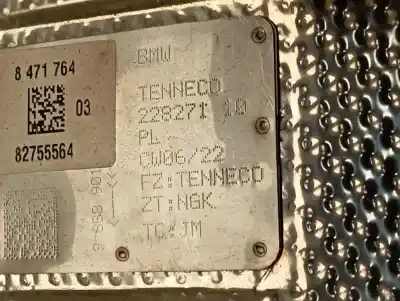 8 471 764
03
82755564
BMW
TENNECO
228271 10
PL
CW06/22
FZ:TENNECO
ZT:NGK
TC:JM